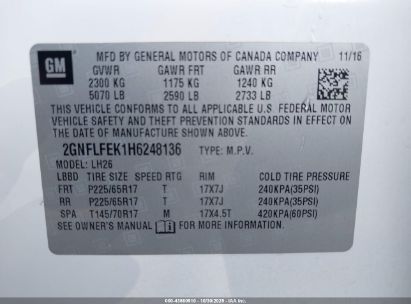 GM
MFD BY GENERAL MOTORS OF CANADA COMPANY 11/16
GVWR GAWR FRT GAWR RR
2300 KG 1175 KG 1240 KG
5070 LB 2590 LB 2733 LB
THIS VEHICLE CONFORMS TO ALL APPLICABLE U.S. FEDERAL MOTOR
VEHICLE SAFETY, BUMPER, AND THEFT PREVENTION STANDARDS IN
EFFECT ON THE DATE OF MANUFACTURE SHOWN ABOVE.
2GNFLFEK1H6248136 TYPE: M.P.V.
MODEL: LH26
LBBD TIRE SIZE SPEED RTG RIM COLD TIRE PRESSURE
FRT P225/65R17 T 17X7J 240KPA(35PSI)
RR P225/65R17 T 17X7J 240KPA(35PSI)
SPA T145/70R17 M 17X4.5T 420KPA(60PSI)
SEE OWNER'S MANUAL FOR ADDITIONAL INFORMATION.